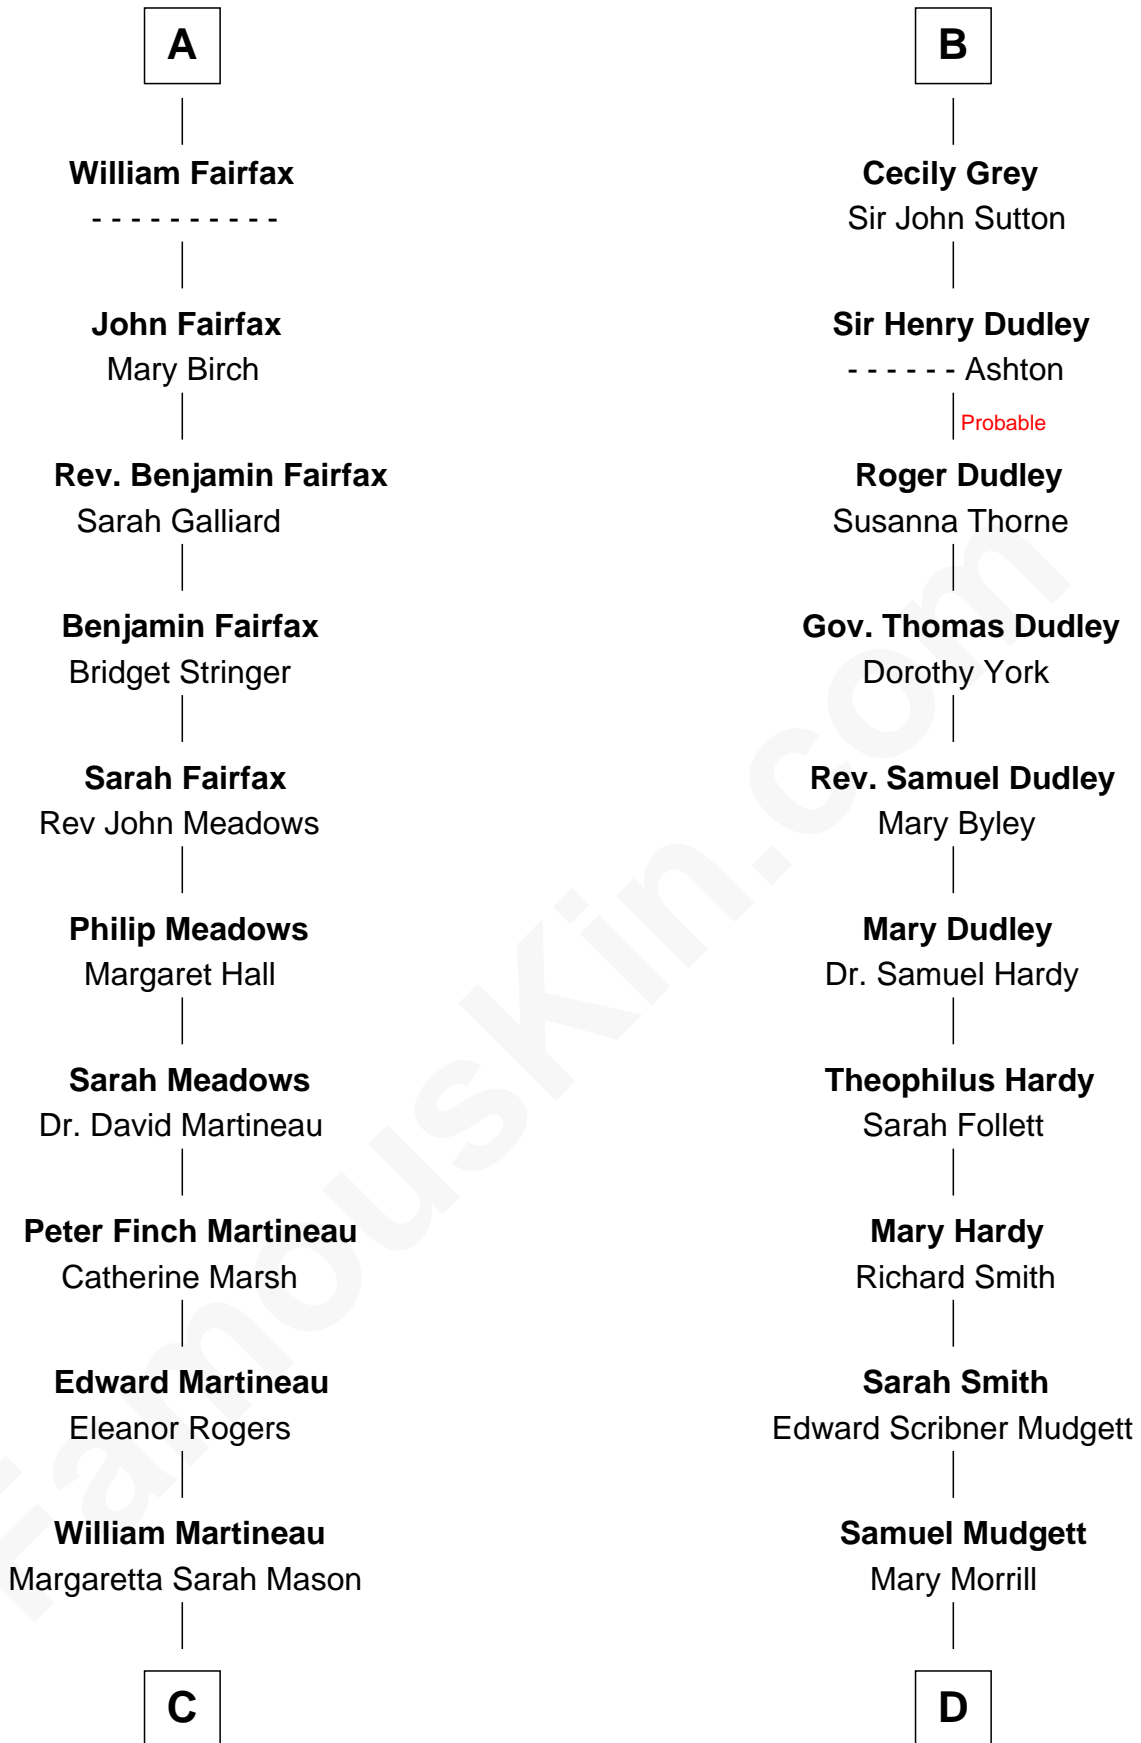 A
William Fairfax
- - - - - - - - - -
John Fairfax
Mary Birch
Rev. Benjamin Fairfax
Sarah Galliard
Benjamin Fairfax
Bridget Stringer
Sarah Fairfax
Rev John Meadows
Philip Meadows
Margaret Hall
Sarah Meadows
Dr. David Martineau
Peter Finch Martineau
Catherine Marsh
Edward Martineau
Eleanor Rogers
William Martineau
Margaretta Sarah Mason
C
B
Cecily Grey
Sir John Sutton
Sir Henry Dudley
- - - - - - Ashton
Probable
Roger Dudley
Susanna Thorne
Gov. Thomas Dudley
Dorothy York
Rev. Samuel Dudley
Mary Byley
Mary Dudley
Dr. Samuel Hardy
Theophilus Hardy
Sarah Follett
Mary Hardy
Richard Smith
Sarah Smith
Edward Scribner Mudgett
Samuel Mudgett
Mary Morrill
D
FamousKin.com